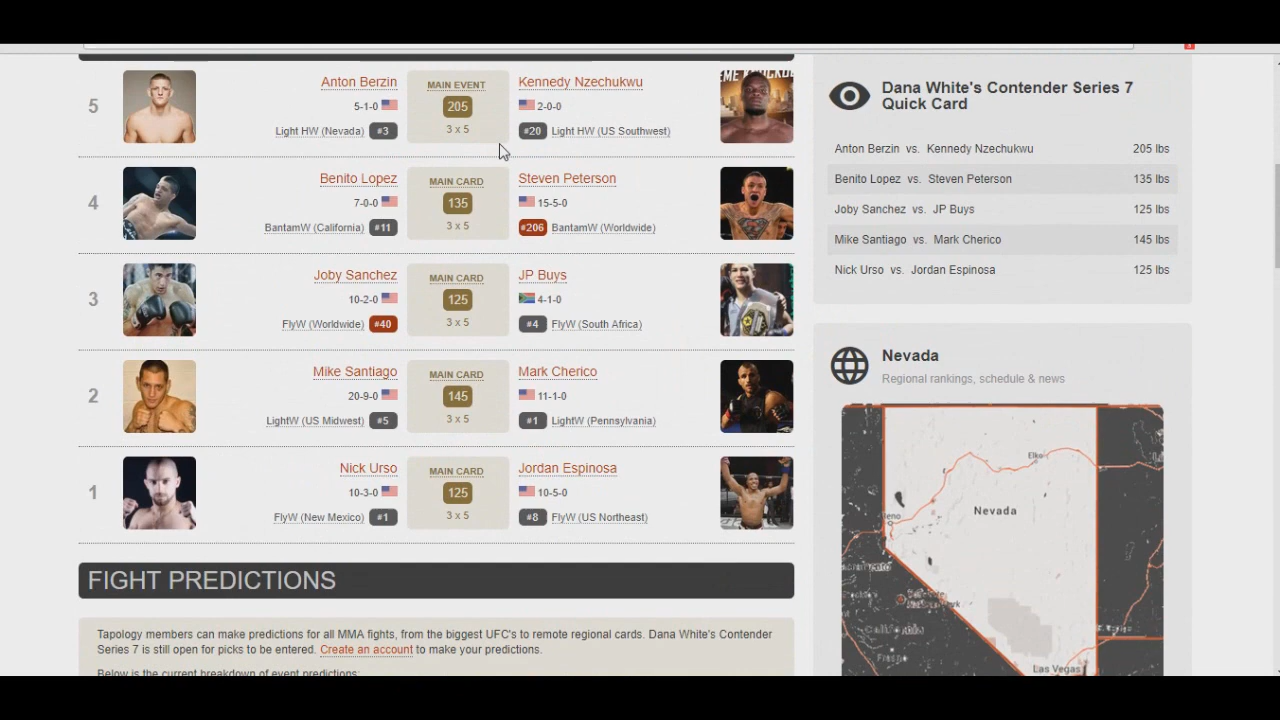 5
Anton Berzin
5-1-0
Light HW (Nevada) #3
MAIN EVENT
205
3 x 5
Kennedy Nzechukwu
2-0-0
#20 Light HW (US Southwest)
4
Benito Lopez
7-0-0
BantamW (California) #11
MAIN CARD
135
3 x 5
Steven Peterson
15-5-0
#206 BantamW (Worldwide)
3
Joby Sanchez
10-2-0
FlyW (Worldwide) #40
MAIN CARD
125
3 x 5
JP Buys
4-1-0
#4 FlyW (South Africa)
2
Mike Santiago
20-9-0
LightW (US Midwest) #5
MAIN CARD
145
3 x 5
Mark Cherico
11-1-0
#1 LightW (Pennsylvania)
1
Nick Urso
10-3-0
FlyW (New Mexico) #1
MAIN CARD
125
3 x 5
Jordan Espinosa
10-5-0
#8 FlyW (US Northeast)
FIGHT PREDICTIONS
Tapology members can make predictions for all MMA fights, from the biggest UFC's to remote regional cards. Dana White's Contender
Series 7 is still open for picks to be entered. Create an account to make your predictions.
Below is the current breakdown of event predictions:
Dana White's Contender Series 7
Quick Card
Anton Berzin vs. Kennedy Nzechukwu 205 lbs
Benito Lopez vs. Steven Peterson 135 lbs
Joby Sanchez vs. JP Buys 125 lbs
Mike Santiago vs. Mark Cherico 145 lbs
Nick Urso vs. Jordan Espinosa 125 lbs
Nevada
Regional rankings, schedule & news
Elko
Nevada
Las Vegas